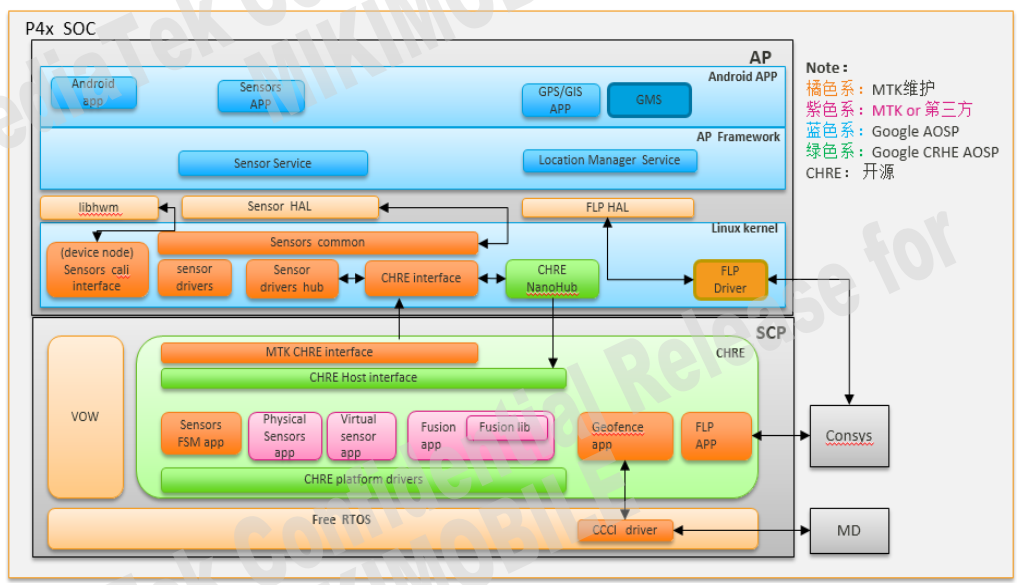 P4x SOC
AP
Android APP
Android
app
Sensors
APP
GPS/GIS
APP
GMS
AP Framework
Sensor Service
Location Manager Service
libhwm
Sensor HAL
FLP HAL
Linux kernel
(device node)
Sensors cali
interface
Sensors common
sensor
drivers
Sensor
drivers hub
CHRE interface
CHRE
NanoHub
FLP
Driver
SCP
CHRE
VOW
MTK CHRE interface
CHRE Host interface
Sensors
FSM app
Physical
Sensors
app
Virtual
sensor
app
Fusion
app
Fusion lib
Geofence
app
FLP
APP
CHRE platform drivers
Free RTOS
CCCI driver
Consys
MD
Note:
橘色系：MTK维护
紫色系：MTK or 第三方
蓝色系：Google AOSP
绿色系：Google CRHE AOSP
CHRE： 开源
ediaTek Confidential
MIKIMOBILE
MediaTek Confidential Release for
MIKIMOBILE